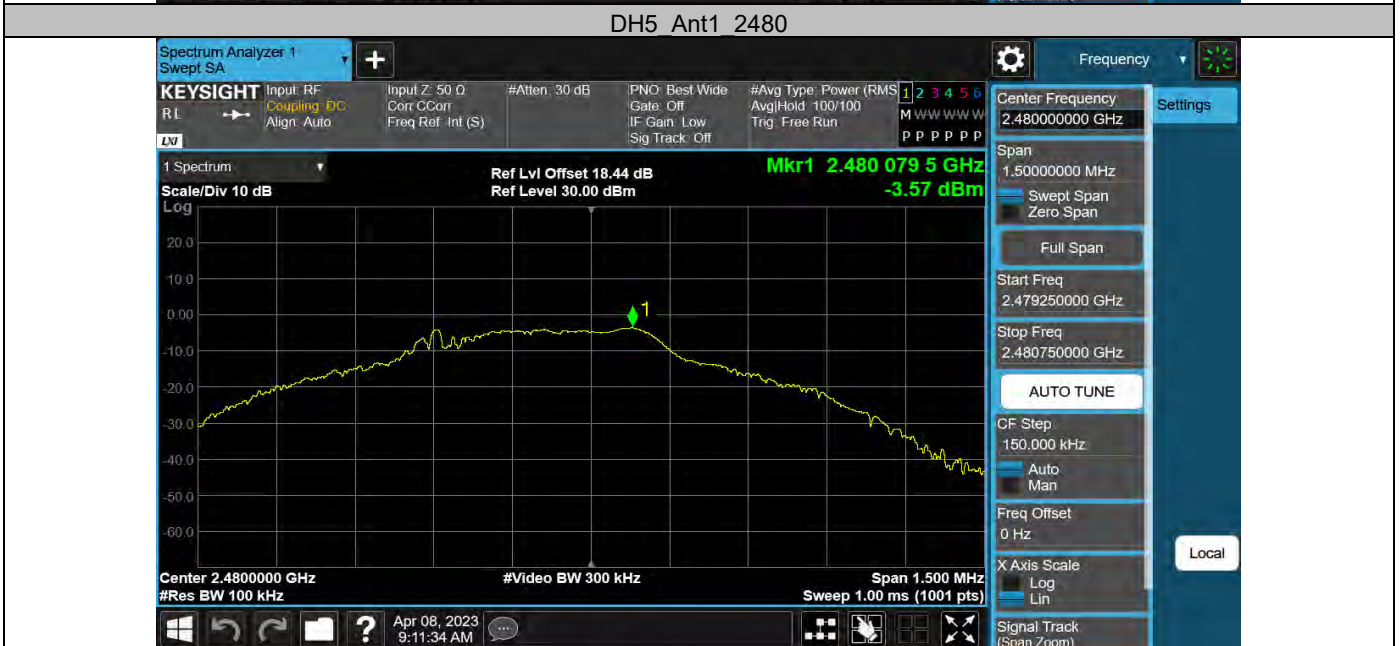 DH5_Ant1_2480
Spectrum Analyzer 1
Swept SA
Frequency
KEYSIGHT
RL
LXI
Input: RF
Coupling: DC
Align: Auto
Input Z: 50 Ω
Corr CCorr
Freq Ref: Int (S)
#Atten: 30 dB
PNO: Best Wide
Gate: Off
IF Gain: Low
Sig Track: Off
#Avg Type: Power (RMS
Avg|Hold: 100/100
Trig: Free Run
1 2 3 4 5 6
M W W W W W
P P P P P P
Center Frequency
2.480000000 GHz
Settings
1 Spectrum
Scale/Div 10 dB
Ref Lvl Offset 18.44 dB
Ref Level 30.00 dBm
Mkr1 2.480 079 5 GHz
-3.57 dBm
Log
20.0
10.0
0.00
-10.0
-20.0
-30.0
-40.0
-50.0
-60.0
1
Span
1.50000000 MHz
Swept Span
Zero Span
Full Span
Start Freq
2.479250000 GHz
Stop Freq
2.480750000 GHz
AUTO TUNE
CF Step
150.000 kHz
Auto
Man
Freq Offset
0 Hz
X Axis Scale
Log
Lin
Signal Track
(Span Zoom)
Local
Center 2.4800000 GHz
#Res BW 100 kHz
#Video BW 300 kHz
Span 1.500 MHz
Sweep 1.00 ms (1001 pts)
Apr 08, 2023
9:11:34 AM